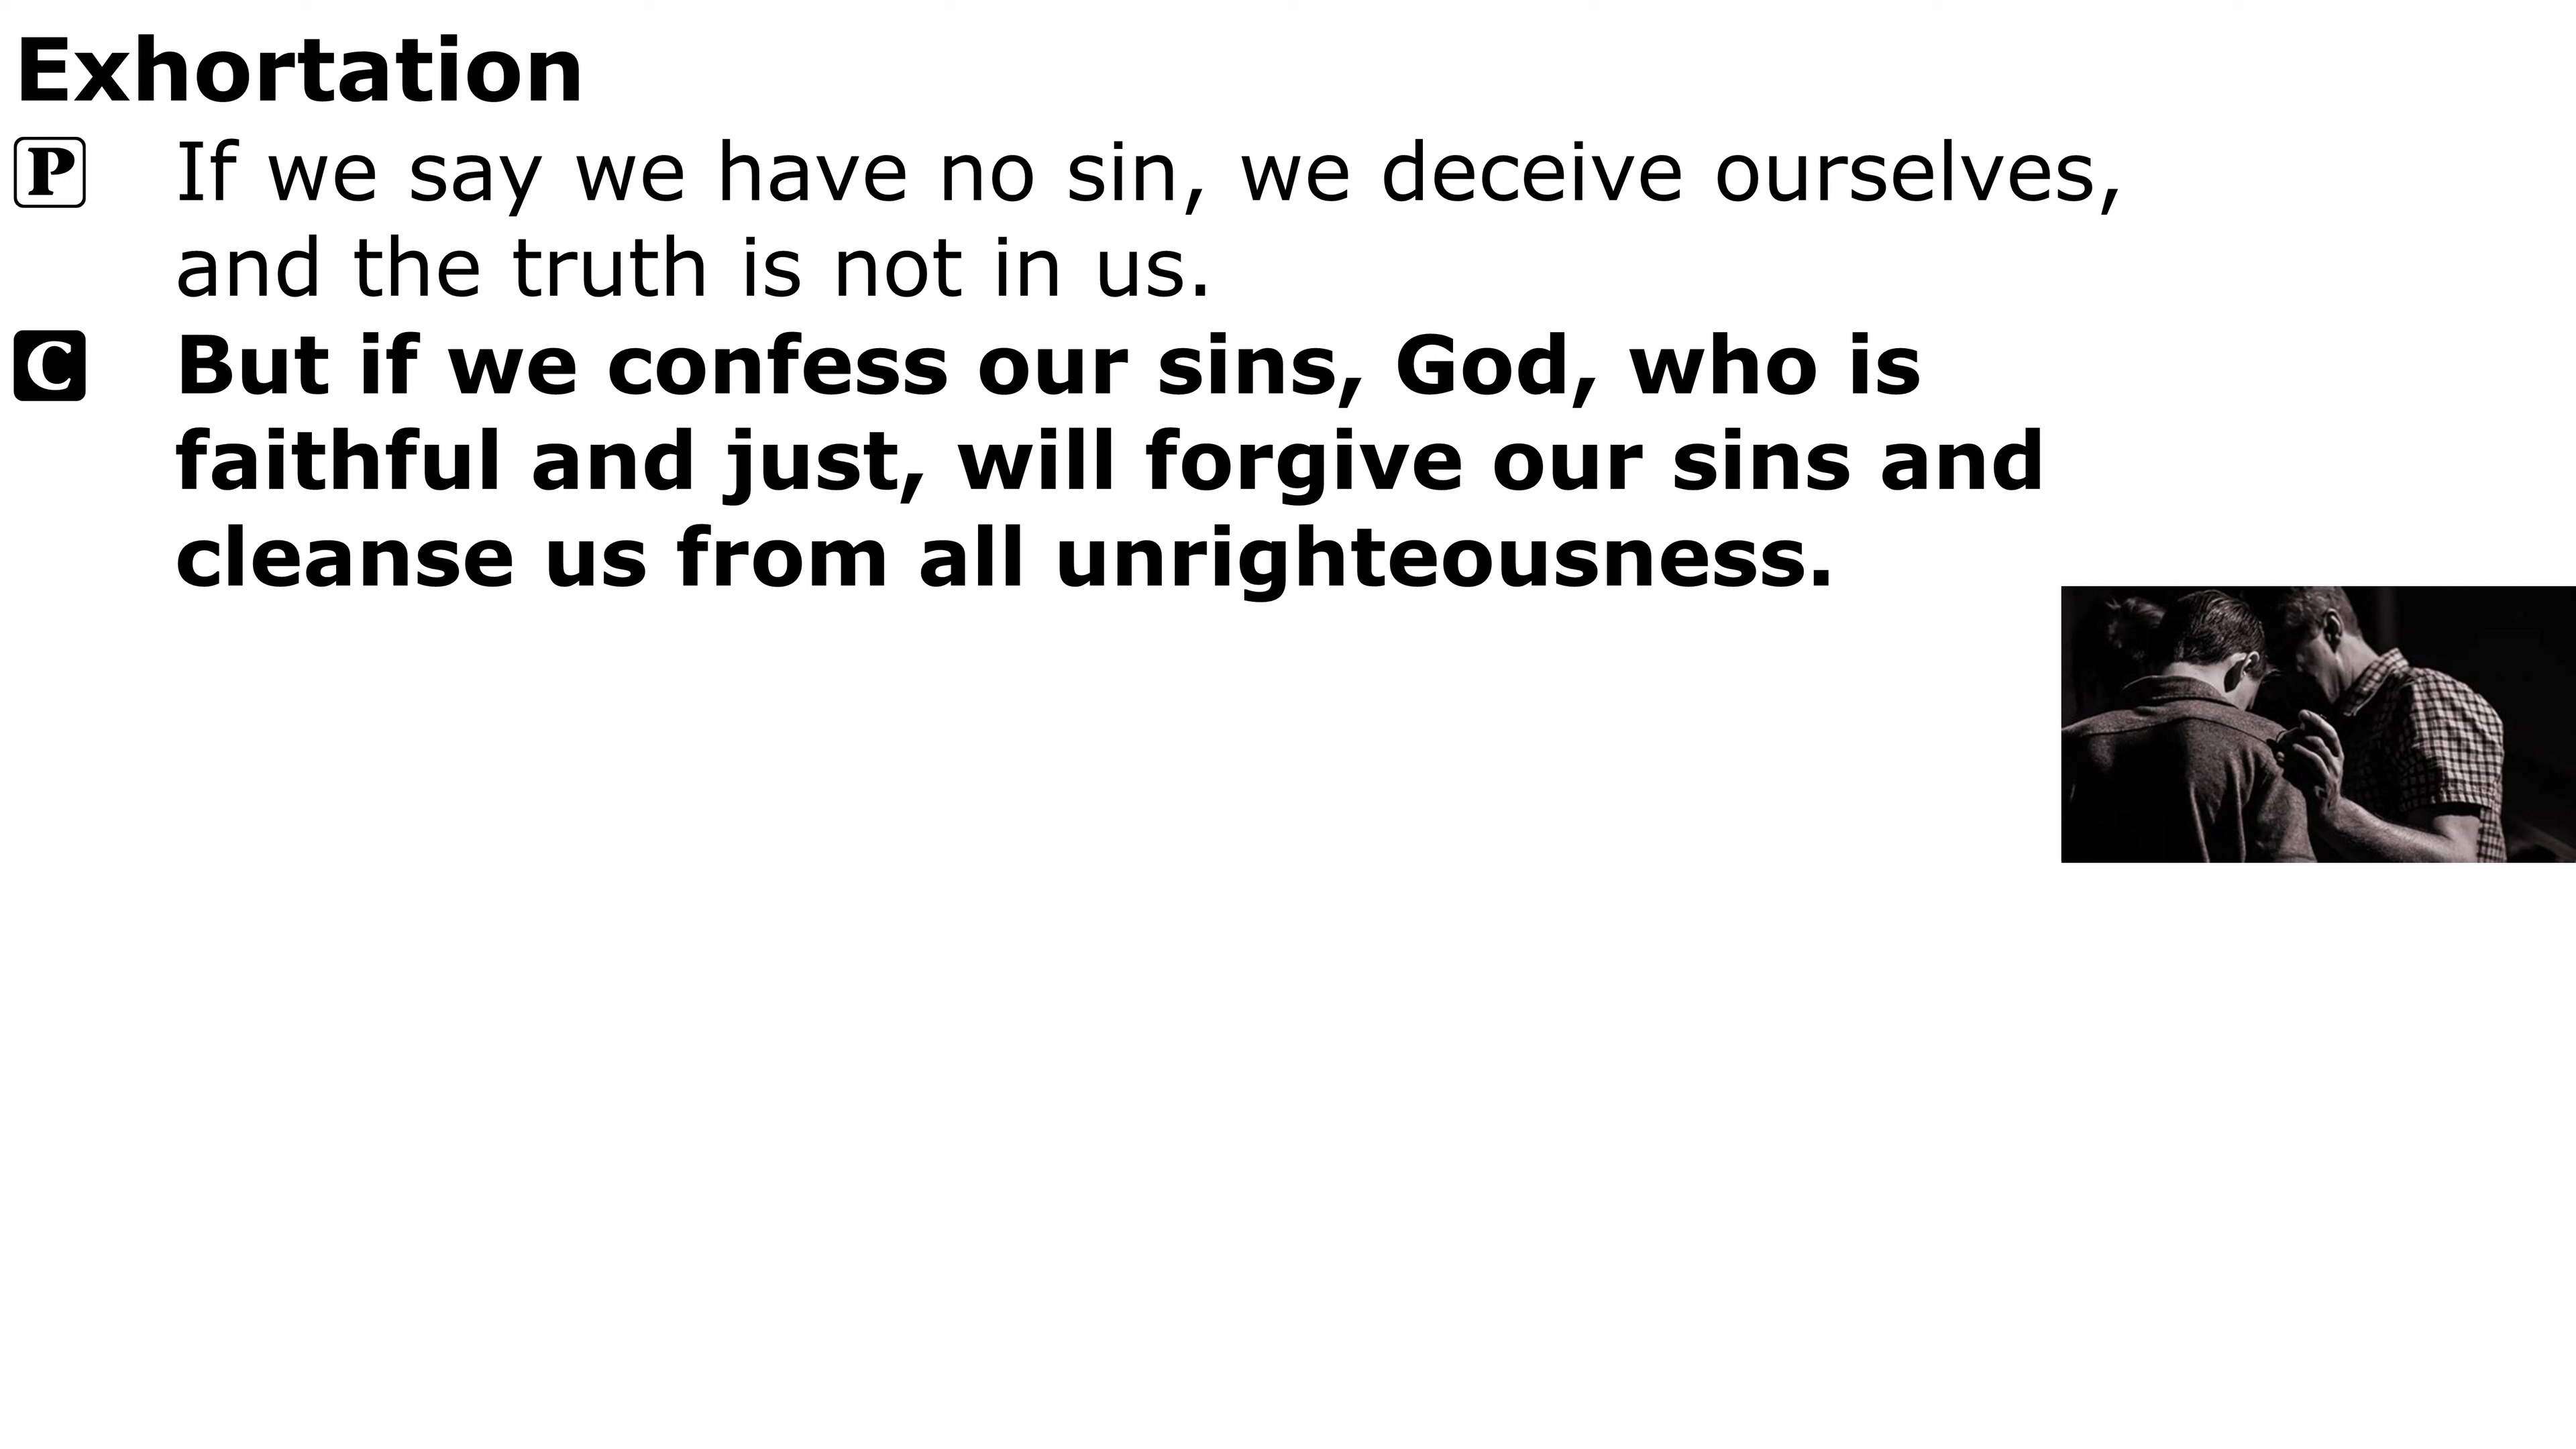 Exhortation
P If we say we have no sin, we deceive ourselves,
and the truth is not in us.
C But if we confess our sins, God, who is
faithful and just, will forgive our sins and
cleanse us from all unrighteousness.